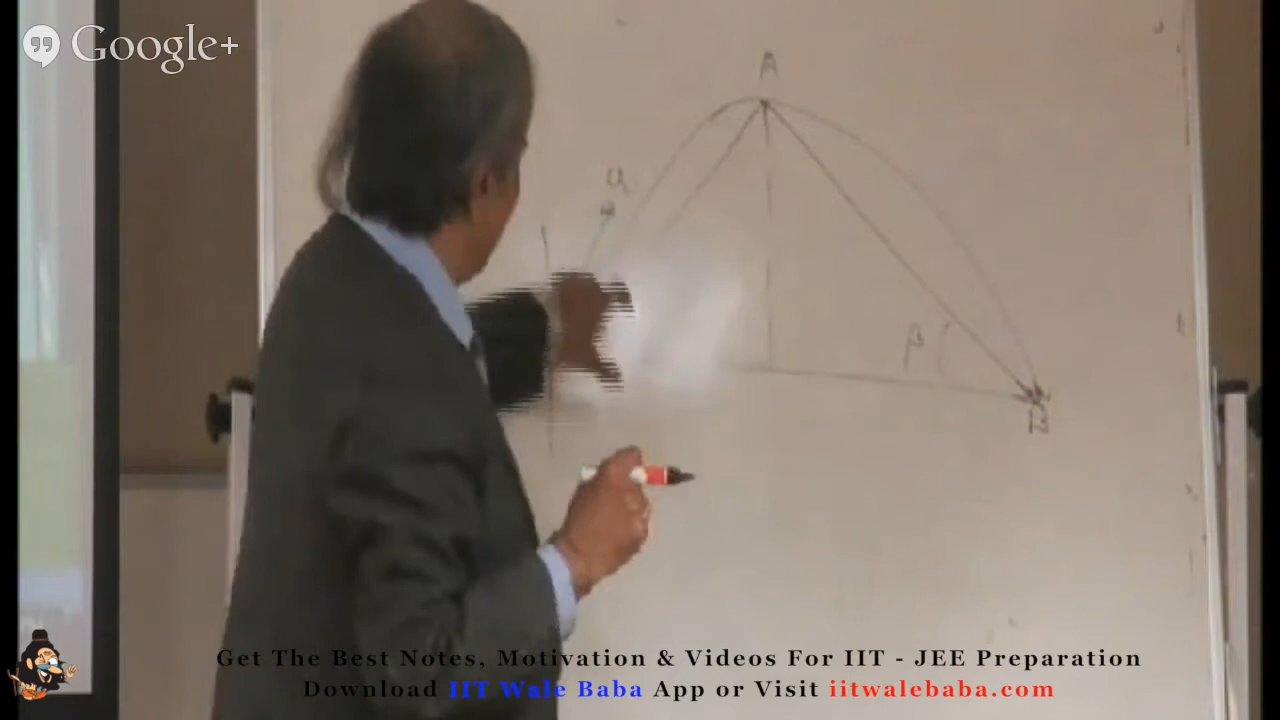 Google+
A
u
β
Get The Best Notes, Motivation & Videos For IIT - JEE Preparation
Download IIT Wale Baba App or Visit iitwalebaba.com